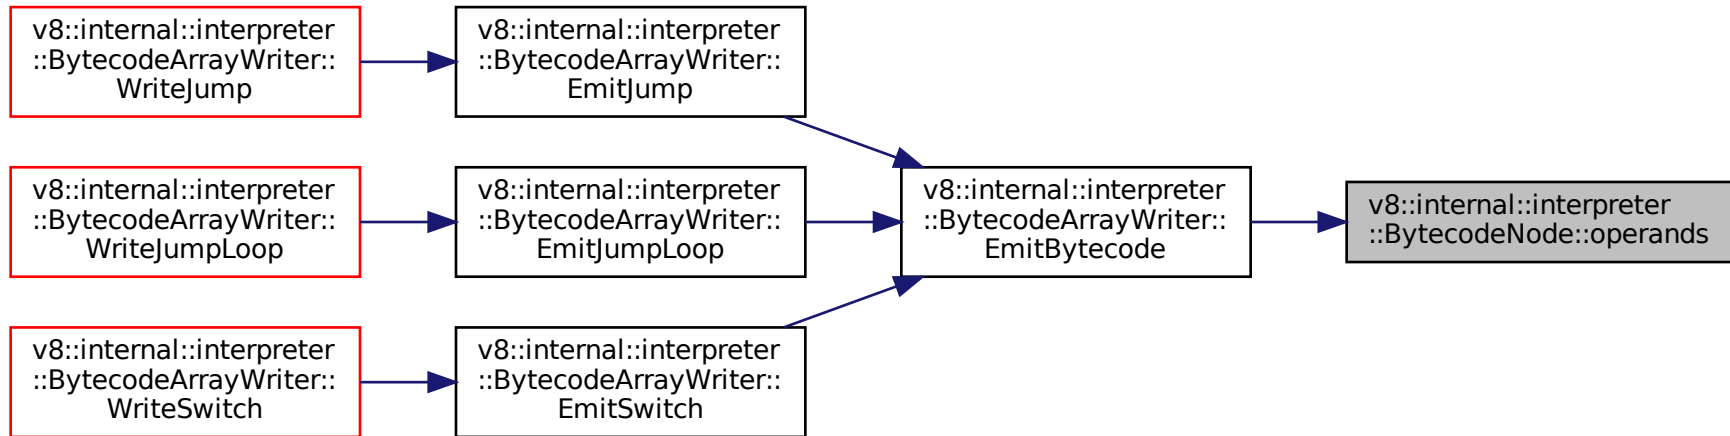 v8::internal::interpreter
::BytecodeArrayWriter::
WriteJump
v8::internal::interpreter
::BytecodeArrayWriter::
EmitJump
v8::internal::interpreter
::BytecodeArrayWriter::
WriteJumpLoop
v8::internal::interpreter
::BytecodeArrayWriter::
EmitJumpLoop
v8::internal::interpreter
::BytecodeArrayWriter::
EmitBytecode
v8::internal::interpreter
::BytecodeNode::operands
v8::internal::interpreter
::BytecodeArrayWriter::
WriteSwitch
v8::internal::interpreter
::BytecodeArrayWriter::
EmitSwitch